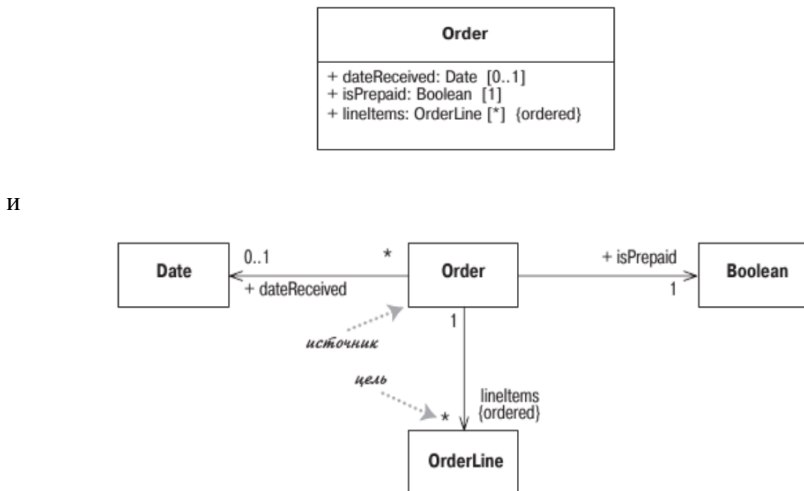 Order
+ dateReceived: Date [0..1]
+ isPrepaid: Boolean [1]
+ lineItems: OrderLine [*] {ordered}
и
Date
0..1
*
+ dateReceived
Order
+ isPrepaid
1
Boolean
источник
1
цель
*
lineItems
{ordered}
OrderLine